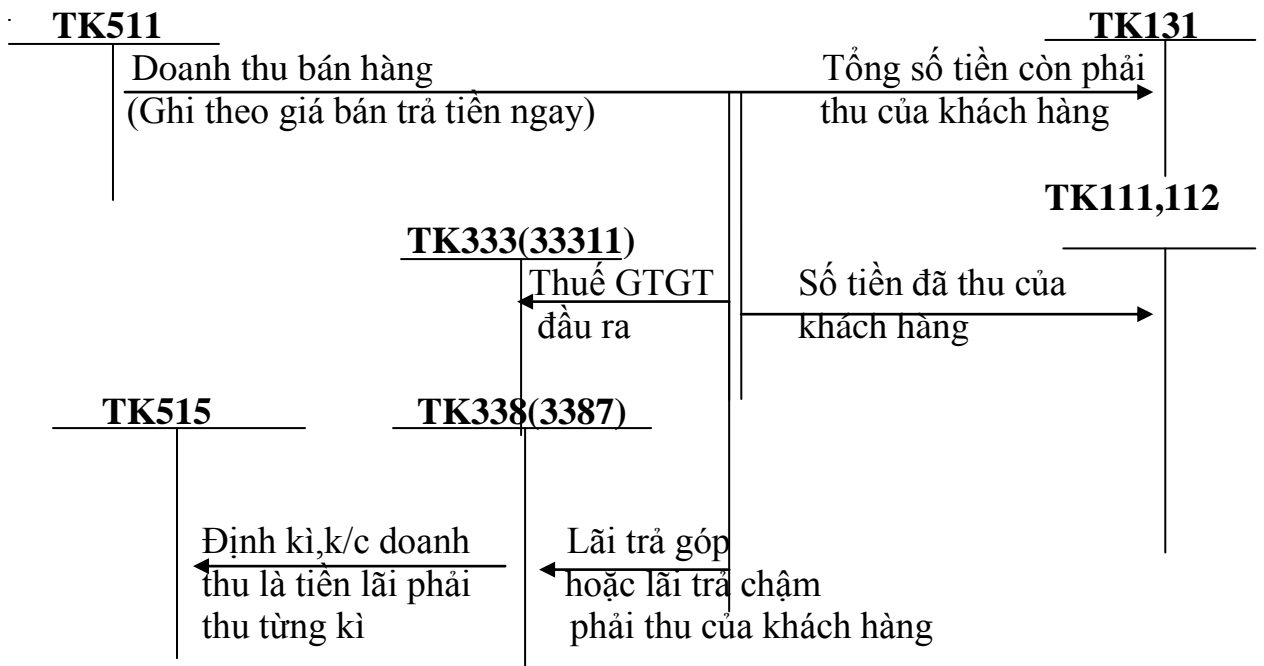 TK511
TK131
Doanh thu bán hàng
(Ghi theo giá bán trả tiền ngay)
Tổng số tiền còn phải
thu của khách hàng
TK111,112
TK333(33311)
Thuế GTGT
đầu ra
Số tiền đã thu của
khách hàng
TK515
TK338(3387)
Định kì,k/c doanh
thu là tiền lãi phải
thu từng kì
Lãi trả góp
hoặc lãi trả chậm
phải thu của khách hàng